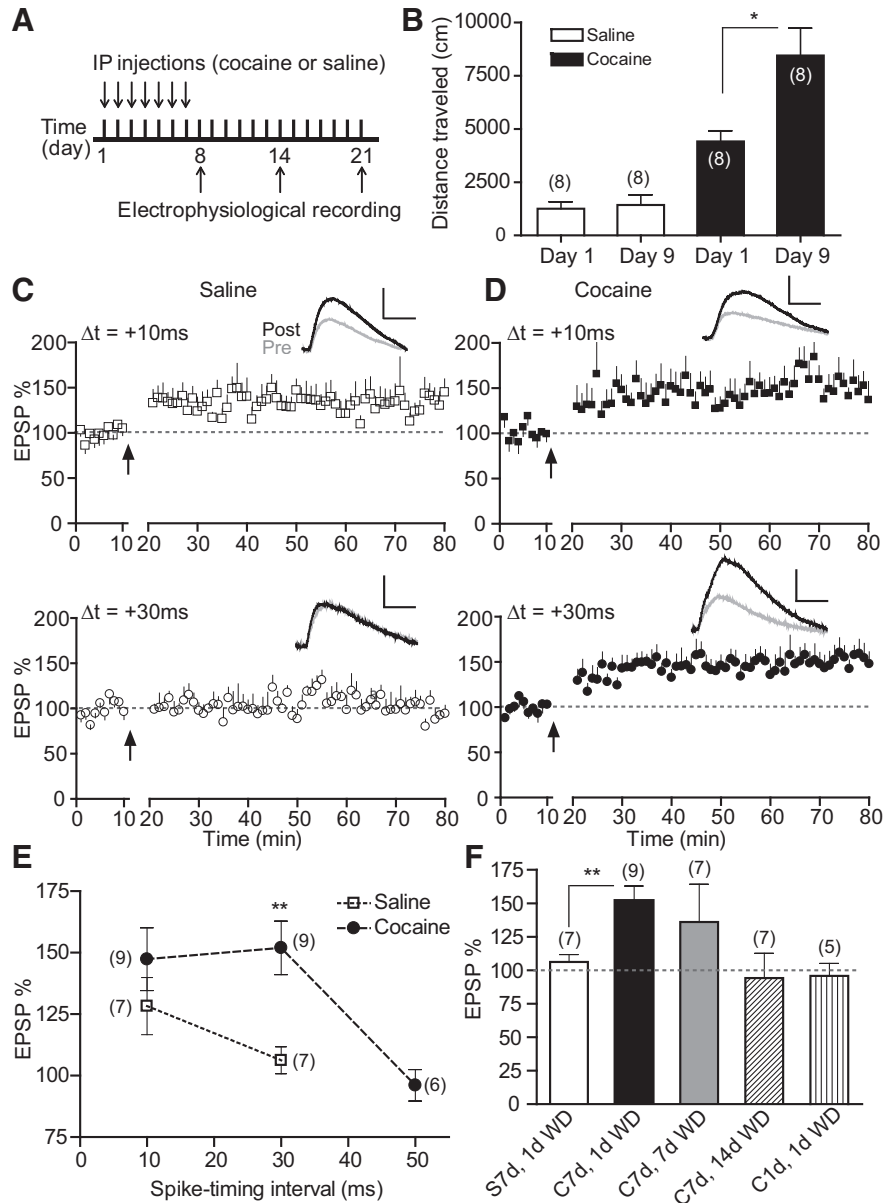 A
IP injections (cocaine or saline)
Time
(day)
1 8 14 21
Electrophysiological recording
B
Distance traveled (cm)
10000
7500
5000
2500
0
Saline
Cocaine
*
(8) (8) (8) (8)
Day 1 Day 9 Day 1 Day 9
C
Saline
Δt = +10ms
Post
Pre
EPSP %
200
150
100
50
0
0 10 20 30 40 50 60 70 80
Δt = +30ms
EPSP %
200
150
100
50
0
0 10 20 30 40 50 60 70 80
Time (min)
D
Cocaine
Δt = +10ms
200
150
100
50
0
0 10 20 30 40 50 60 70 80
Δt = +30ms
200
150
100
50
0
0 10 20 30 40 50 60 70 80
Time (min)
E
EPSP %
175
150
125
100
75
Saline
Cocaine
**
(9) (9)
(7) (7)
(6)
0 10 20 30 40 50
Spike-timing interval (ms)
F
EPSP %
175
150
125
100
75
50
25
0
**
(7) (9) (7) (7) (5)
S7d, 1d WD
C7d, 1d WD
C7d, 7d WD
C7d, 14d WD
C1d, 1d WD